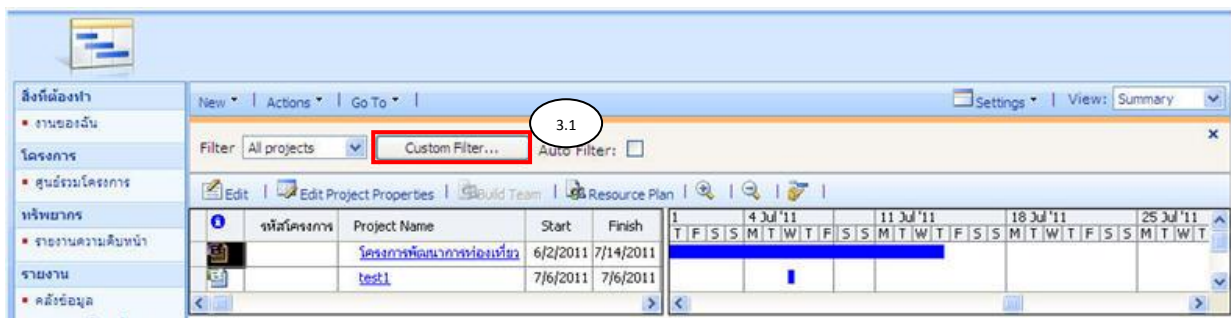 สิ่งที่ต้องทำ
งานของฉัน
โครงการ
ศูนย์รวมโครงการ
ทรัพยากร
รายงานความคืบหน้า
รายงาน
คลังข้อมูล
New | Actions | Go To | Settings | View: Summary
3.1
Filter All projects Custom Filter... Auto Filter:
Edit | Edit Project Properties | Build Team | Resource Plan
รหัสโครงการ Project Name Start Finish
1 4 Jul '11 11 Jul '11 18 Jul '11 25 Jul '11
T F S S M T W T F S S M T W T F S S M T W T F S S M T W T
โครงการพัฒนาการท่องเที่ยว 6/2/2011 7/14/2011
test1 7/6/2011 7/6/2011